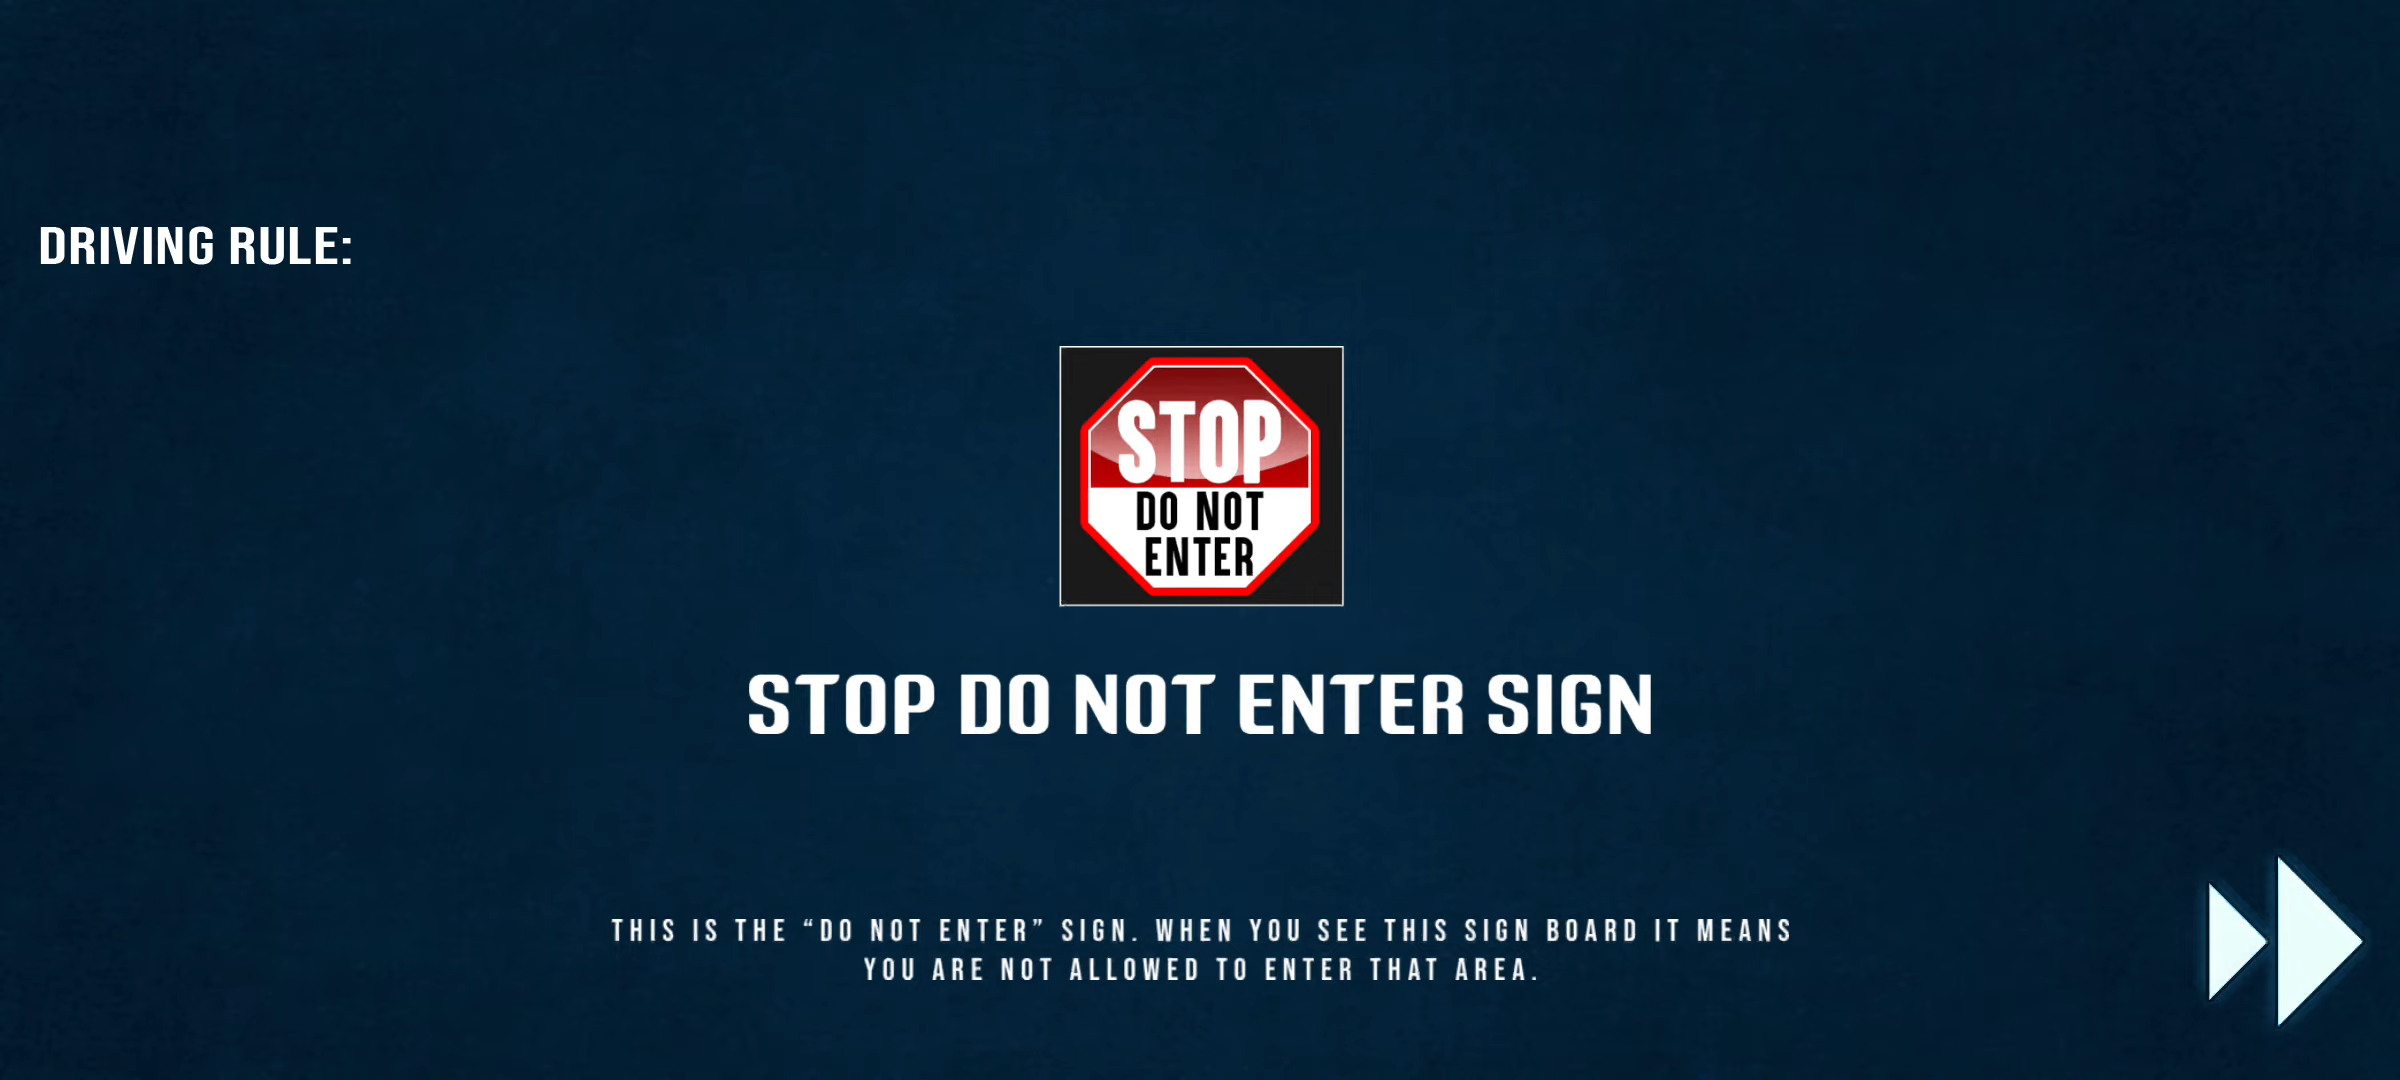 DRIVING RULE:
STOP
DO NOT
ENTER
STOP DO NOT ENTER SIGN
THIS IS THE “DO NOT ENTER” SIGN. WHEN YOU SEE THIS SIGN BOARD IT MEANS
YOU ARE NOT ALLOWED TO ENTER THAT AREA.